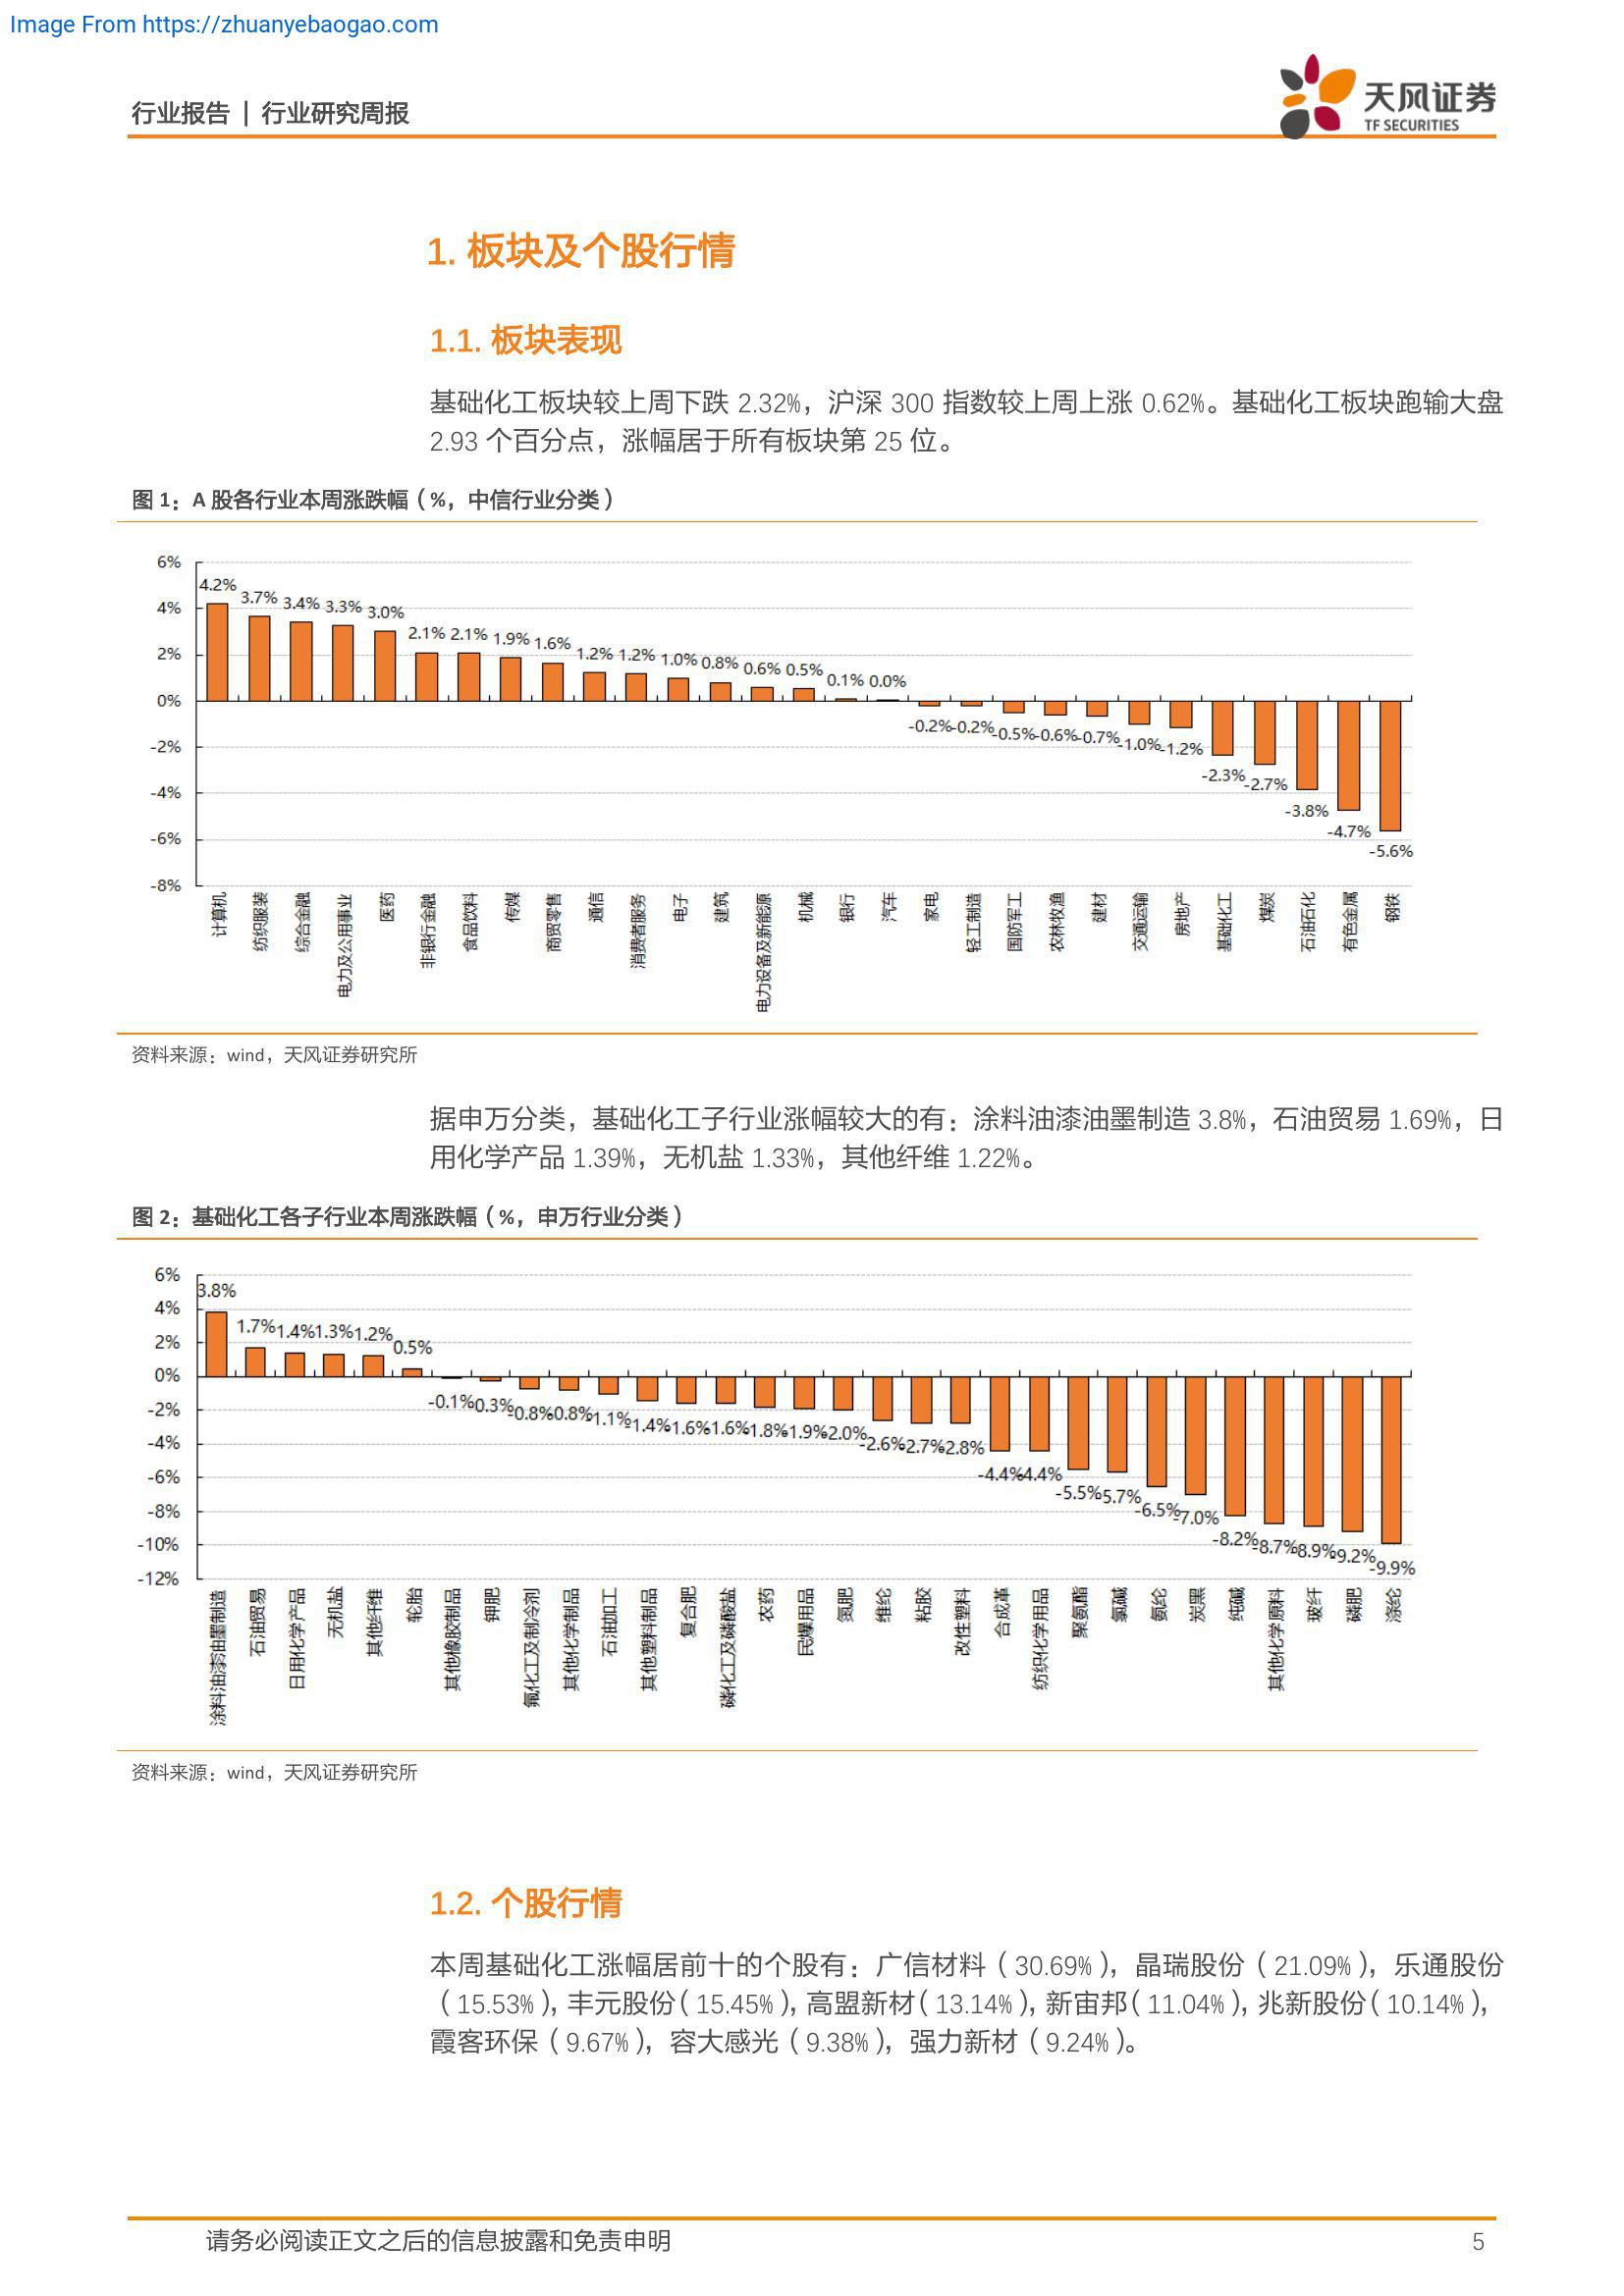 Image From https://zhuanyebaogao.com
行业报告 | 行业研究周报
天风证券
TF SECURITIES
1. 板块及个股行情
1.1. 板块表现
基础化工板块较上周下跌 2.32%，沪深 300 指数较上周上涨 0.62%。基础化工板块跑输大盘
2.93 个百分点，涨幅居于所有板块第 25 位。
图 1：A 股各行业本周涨跌幅（%，中信行业分类）
6%
4%
2%
0%
-2%
-4%
-6%
-8%
4.2% 3.7% 3.4% 3.3% 3.0% 2.1% 2.1% 1.9% 1.6% 1.2% 1.2% 1.0% 0.8% 0.6% 0.5% 0.1% 0.0% -0.2% -0.2% -0.5% -0.6% -0.7% -1.0% -1.2% -2.3% -2.7% -3.8% -4.7% -5.6%
计算机
纺织服装
综合金融
电力及公用事业
医药
非银行金融
食品饮料
传媒
商贸零售
通信
消费者服务
电子
建筑
电力设备及新能源
机械
银行
汽车
家电
轻工制造
国防军工
农林牧渔
建材
交通运输
房地产
基础化工
煤炭
石油石化
有色金属
钢铁
资料来源：wind，天风证券研究所
据申万分类，基础化工子行业涨幅较大的有：涂料油漆油墨制造 3.8%，石油贸易 1.69%，日
用化学产品 1.39%，无机盐 1.33%，其他纤维 1.22%。
图 2：基础化工各子行业本周涨跌幅（%，申万行业分类）
6%
4%
2%
0%
-2%
-4%
-6%
-8%
-10%
-12%
3.8% 1.7% 1.4% 1.3% 1.2% 0.5% -0.1% -0.3% -0.8% -0.8% -1.1% -1.4% -1.6% -1.6% -1.8% -1.9% -2.0% -2.6% -2.7% -2.8% -4.4% -4.4% -5.5% -5.7% -6.5% -7.0% -8.2% -8.7% -8.9% -9.2% -9.9%
涂料油漆油墨制造
石油贸易
日用化学产品
无机盐
其他纤维
轮胎
其他橡胶制品
钾肥
氟化工及制冷剂
其他化学制品
石油加工
其他塑料制品
复合肥
磷化工及磷酸盐
农药
民爆用品
氮肥
维纶
粘胶
改性塑料
合成革
纺织化学用品
聚氨酯
氯碱
氨纶
炭黑
纯碱
其他化学原料
玻纤
磷肥
涤纶
资料来源：wind，天风证券研究所
1.2. 个股行情
本周基础化工涨幅居前十的个股有：广信材料（30.69%），晶瑞股份（21.09%），乐通股份
（15.53%），丰元股份（15.45%），高盟新材（13.14%），新宙邦（11.04%），兆新股份（10.14%），
霞客环保（9.67%），容大感光（9.38%），强力新材（9.24%）。
请务必阅读正文之后的信息披露和免责申明
5